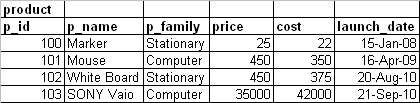 product
p_id p_name p_family price cost launch_date
100 Marker Stationary 25 22 15-Jan-08
101 Mouse Computer 450 350 16-Apr-09
102 White Board Stationary 450 375 20-Aug-10
103 SONY Vaio Computer 35000 42000 21-Sep-10